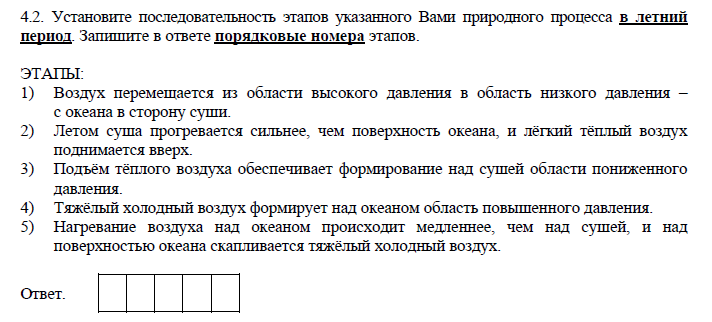 4.2. Установите последовательность этапов указанного Вами природного процесса в летний
период. Запишите в ответе порядковые номера этапов.
ЭТАПЫ:
1) Воздух перемещается из области высокого давления в область низкого давления –
с океана в сторону суши.
2) Летом суша прогревается сильнее, чем поверхность океана, и лёгкий тёплый воздух
поднимается вверх.
3) Подъём тёплого воздуха обеспечивает формирование над сушей области пониженного
давления.
4) Тяжёлый холодный воздух формирует над океаном область повышенного давления.
5) Нагревание воздуха над океаном происходит медленнее, чем над сушей, и над
поверхностью океана скапливается тяжёлый холодный воздух.
Ответ.